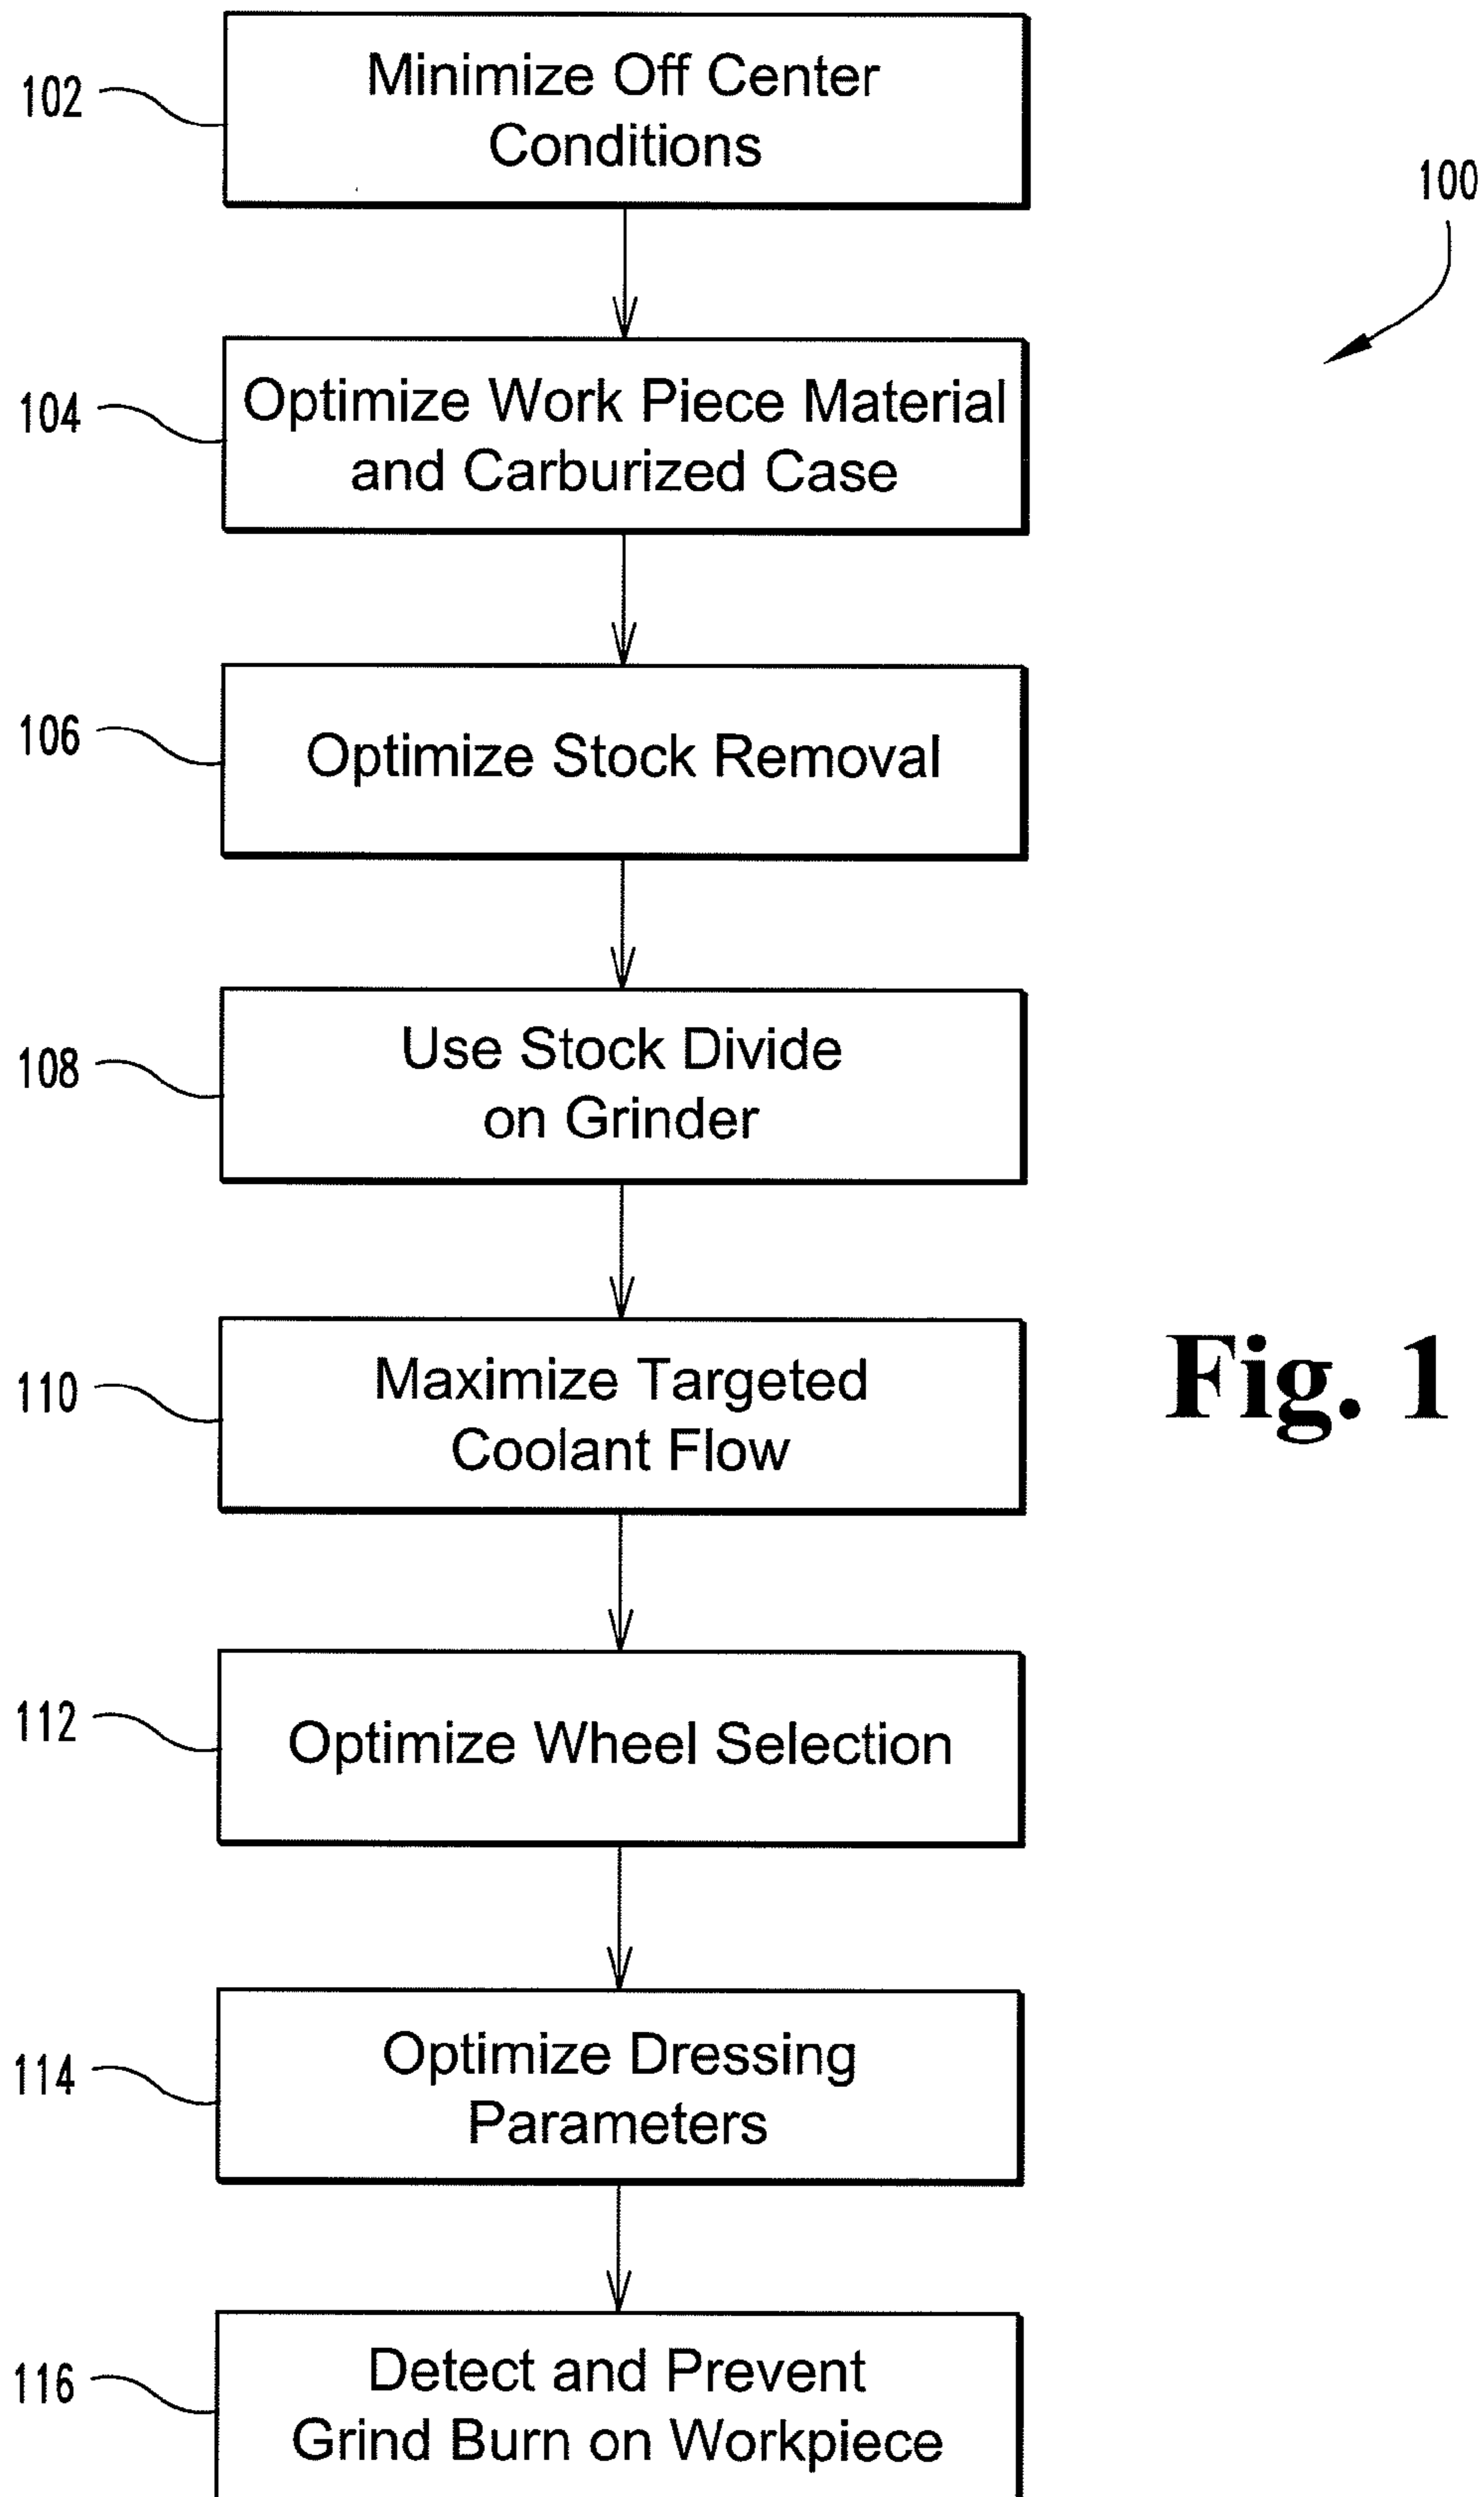 102
Minimize Off Center
Conditions
100
104
Optimize Work Piece Material
and Carburized Case
106
Optimize Stock Removal
108
Use Stock Divide
on Grinder
110
Maximize Targeted
Coolant Flow
Fig. 1
112
Optimize Wheel Selection
114
Optimize Dressing
Parameters
116
Detect and Prevent
Grind Burn on Workpiece